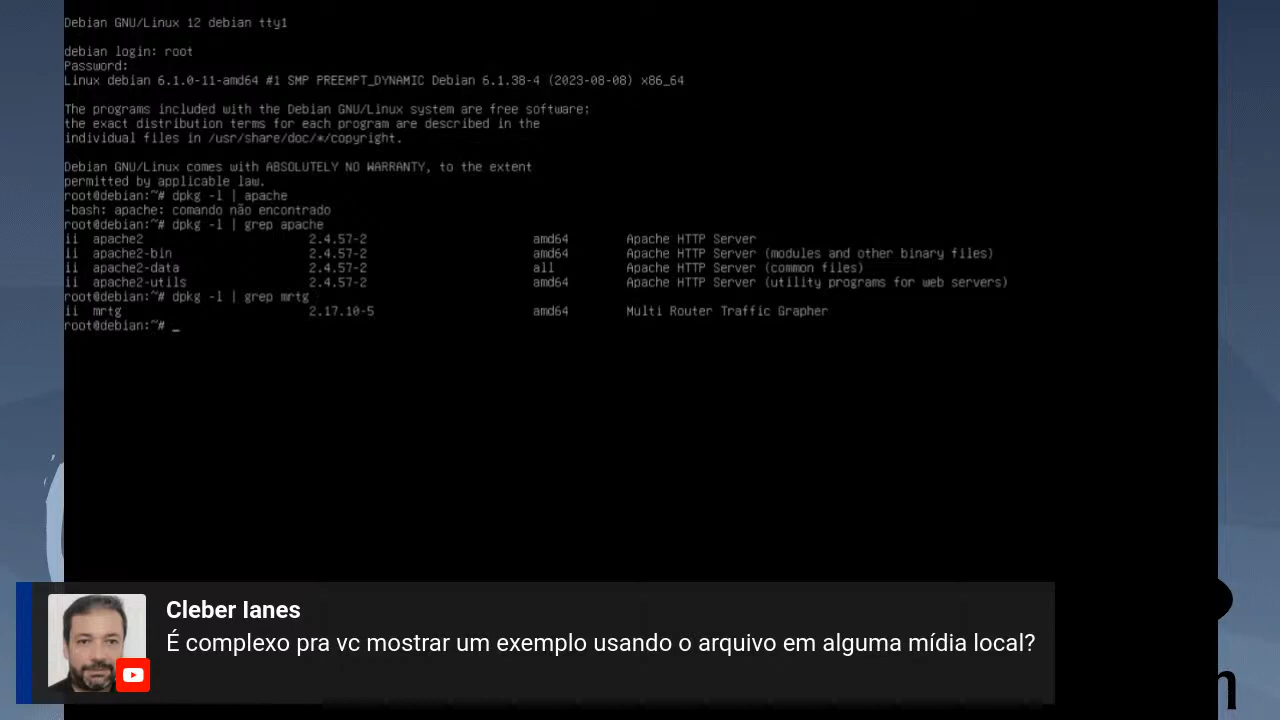 Debian GNU/Linux 12 debian tty1
debian login: root
Password:
Linux debian 6.1.0-11-amd64 #1 SMP PREEMPT_DYNAMIC Debian 6.1.38-4 (2023-08-08) x86_64
The programs included with the Debian GNU/Linux system are free software;
the exact distribution terms for each program are described in the
individual files in /usr/share/doc/*/copyright.
Debian GNU/Linux comes with ABSOLUTELY NO WARRANTY, to the extent
permitted by applicable law.
root@debian:~# dpkg -l | apache
-bash: apache: comando não encontrado
root@debian:~# dpkg -l | grep apache
ii apache2 2.4.57-2 amd64 Apache HTTP Server
ii apache2-bin 2.4.57-2 amd64 Apache HTTP Server (modules and other binary files)
ii apache2-data 2.4.57-2 all Apache HTTP Server (common files)
ii apache2-utils 2.4.57-2 amd64 Apache HTTP Server (utility programs for web servers)
root@debian:~# dpkg -l | grep mrtg
ii mrtg 2.17.10-5 amd64 Multi Router Traffic Grapher
root@debian:~# _
Cleber Ianes
É complexo pra vc mostrar um exemplo usando o arquivo em alguma mídia local?